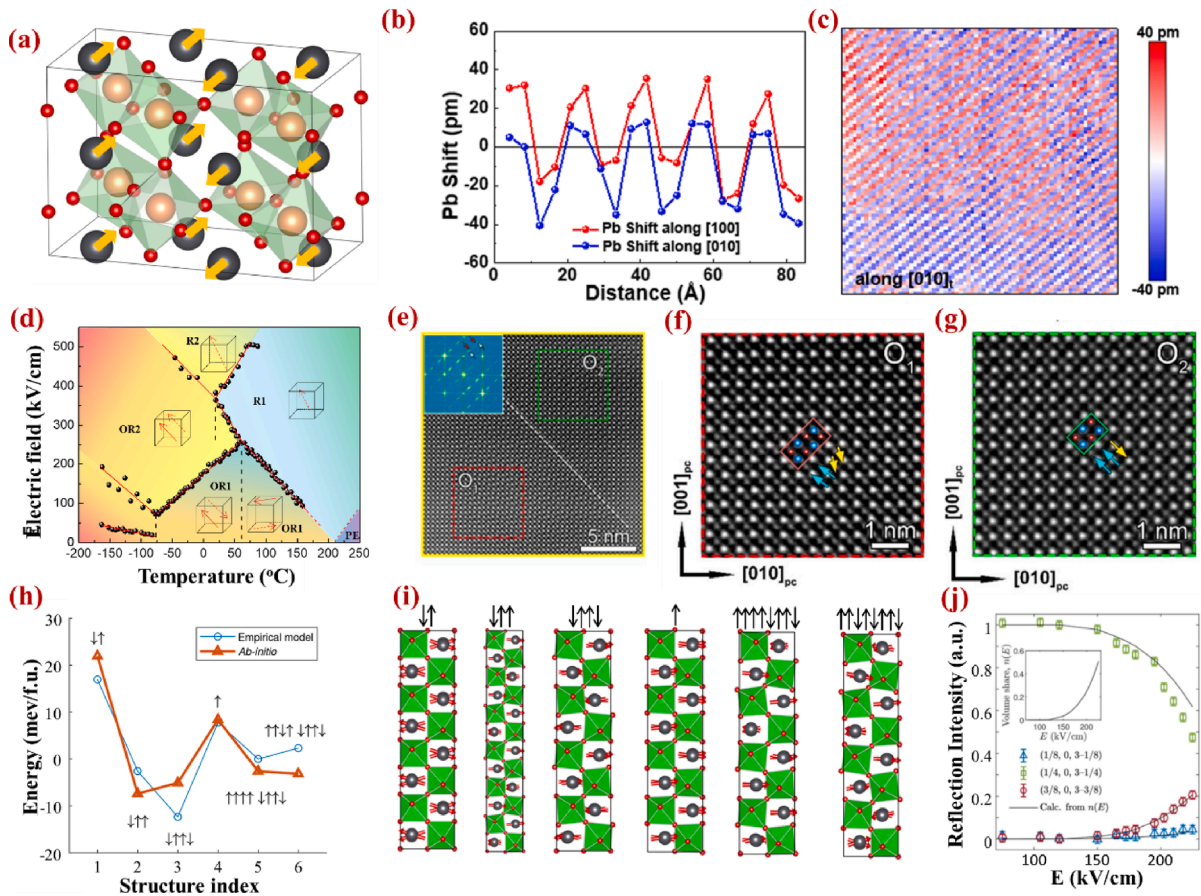 (a)
(b)
60
40
20
0
-20
-40
-60
Pb Shift (pm)
Pb Shift along [100]
Pb Shift along [010]
0
20
40
60
80
Distance (Å)
(c)
along [010]t
40 pm
-40 pm
(d)
500
400
300
200
100
0
Electric field (kV/cm)
R2
R1
OR2
OR1
OR1
PE
-150
-100
-50
0
50
100
150
200
250
Temperature (°C)
(e)
O2
5 nm
(f)
O1
1 nm
[001]pc
[010]pc
(g)
O2
1 nm
[001]pc
[010]pc
(h)
30
20
10
0
-10
-20
Energy (mev/f.u.)
↓↑
Empirical model
Ab-initio
↑
↑↑↓↑ ↓↑↑↓
↑↑↑↑ ↓↑↑↓
↓↑↑
↓↑↑↓
1
2
3
4
5
6
Structure index
(i)
↓↑
↓↑↑
↓↑↑↓
↑
↑↑↑↑↓↑↑↓
↑↑↓↑↓↑↑↓
(j)
1
0.8
0.6
0.4
0.2
0
Reflection Intensity (a.u.)
Volume share, n(E)
0.6
0.4
0.2
0
100
150
200
E (kV/cm)
(1/8, 0, 3–1/8)
(1/4, 0, 3–1/4)
(3/8, 0, 3–3/8)
Calc. from n(E)
100
150
200
E (kV/cm)